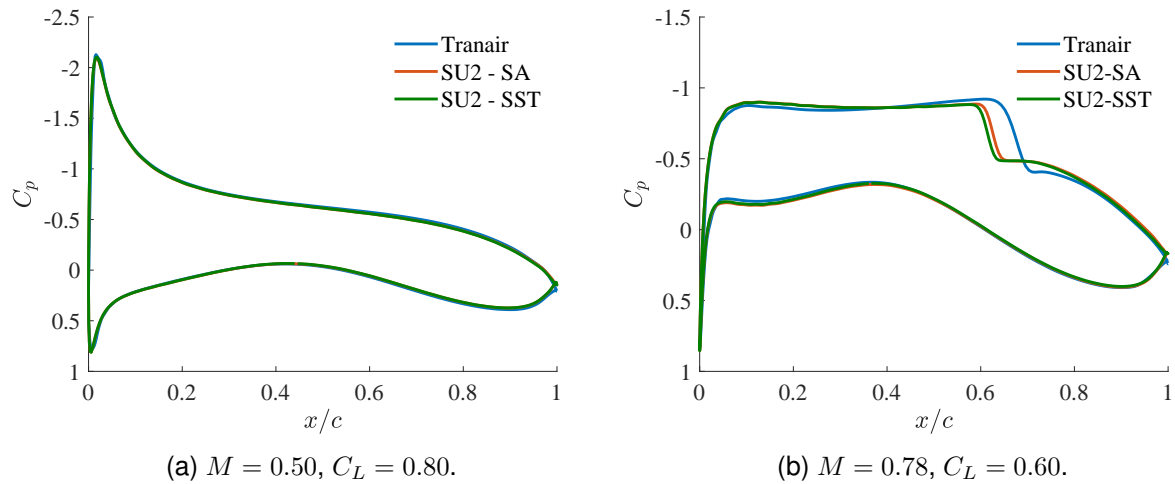 -2.5
-2
-1.5
-1
-0.5
0
0.5
1
C_p
Tranair
SU2 - SA
SU2 - SST
0 0.2 0.4 0.6 0.8 1
x/c
(a) M = 0.50, C_L = 0.80.
-1.5
-1
-0.5
0
0.5
1
C_p
Tranair
SU2-SA
SU2-SST
0 0.2 0.4 0.6 0.8 1
x/c
(b) M = 0.78, C_L = 0.60.